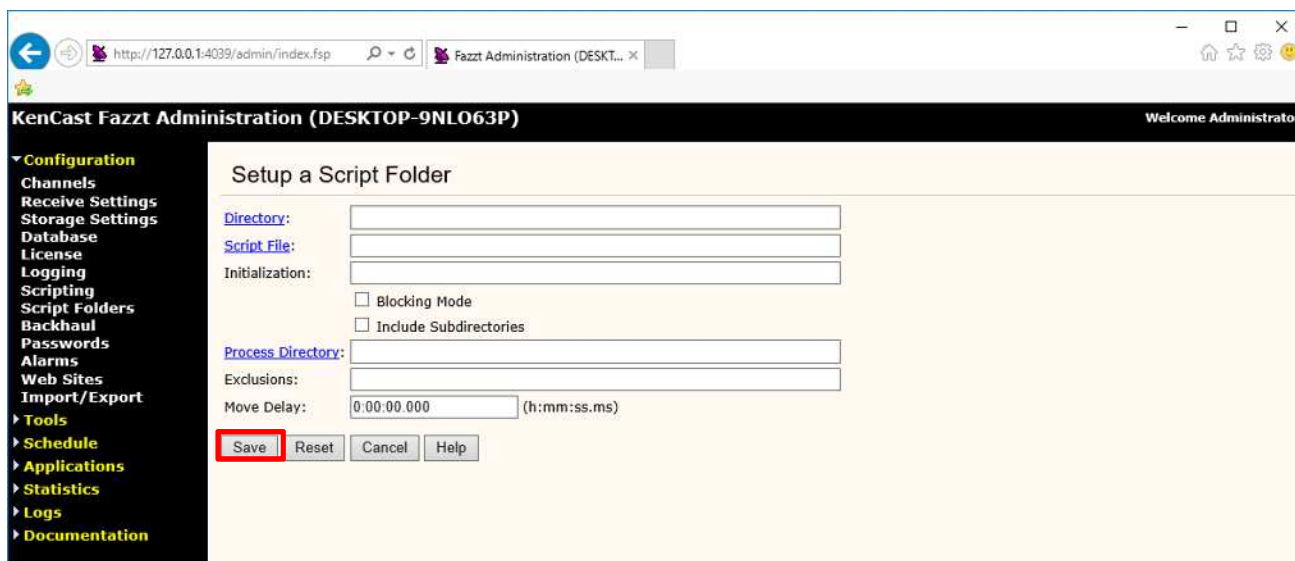 http://127.0.0.1:4039/admin/index.fsp
Fazzt Administration (DESKT...
KenCast Fazzt Administration (DESKTOP-9NLO63P)
Welcome Administrato
Configuration
Channels
Receive Settings
Storage Settings
Database
License
Logging
Scripting
Script Folders
Backhaul
Passwords
Alarms
Web Sites
Import/Export
Tools
Schedule
Applications
Statistics
Logs
Documentation
Setup a Script Folder
Directory:
Script File:
Initialization:
Blocking Mode
Include Subdirectories
Process Directory:
Exclusions:
Move Delay: 0:00:00.000 (h:mm:ss.ms)
Save Reset Cancel Help